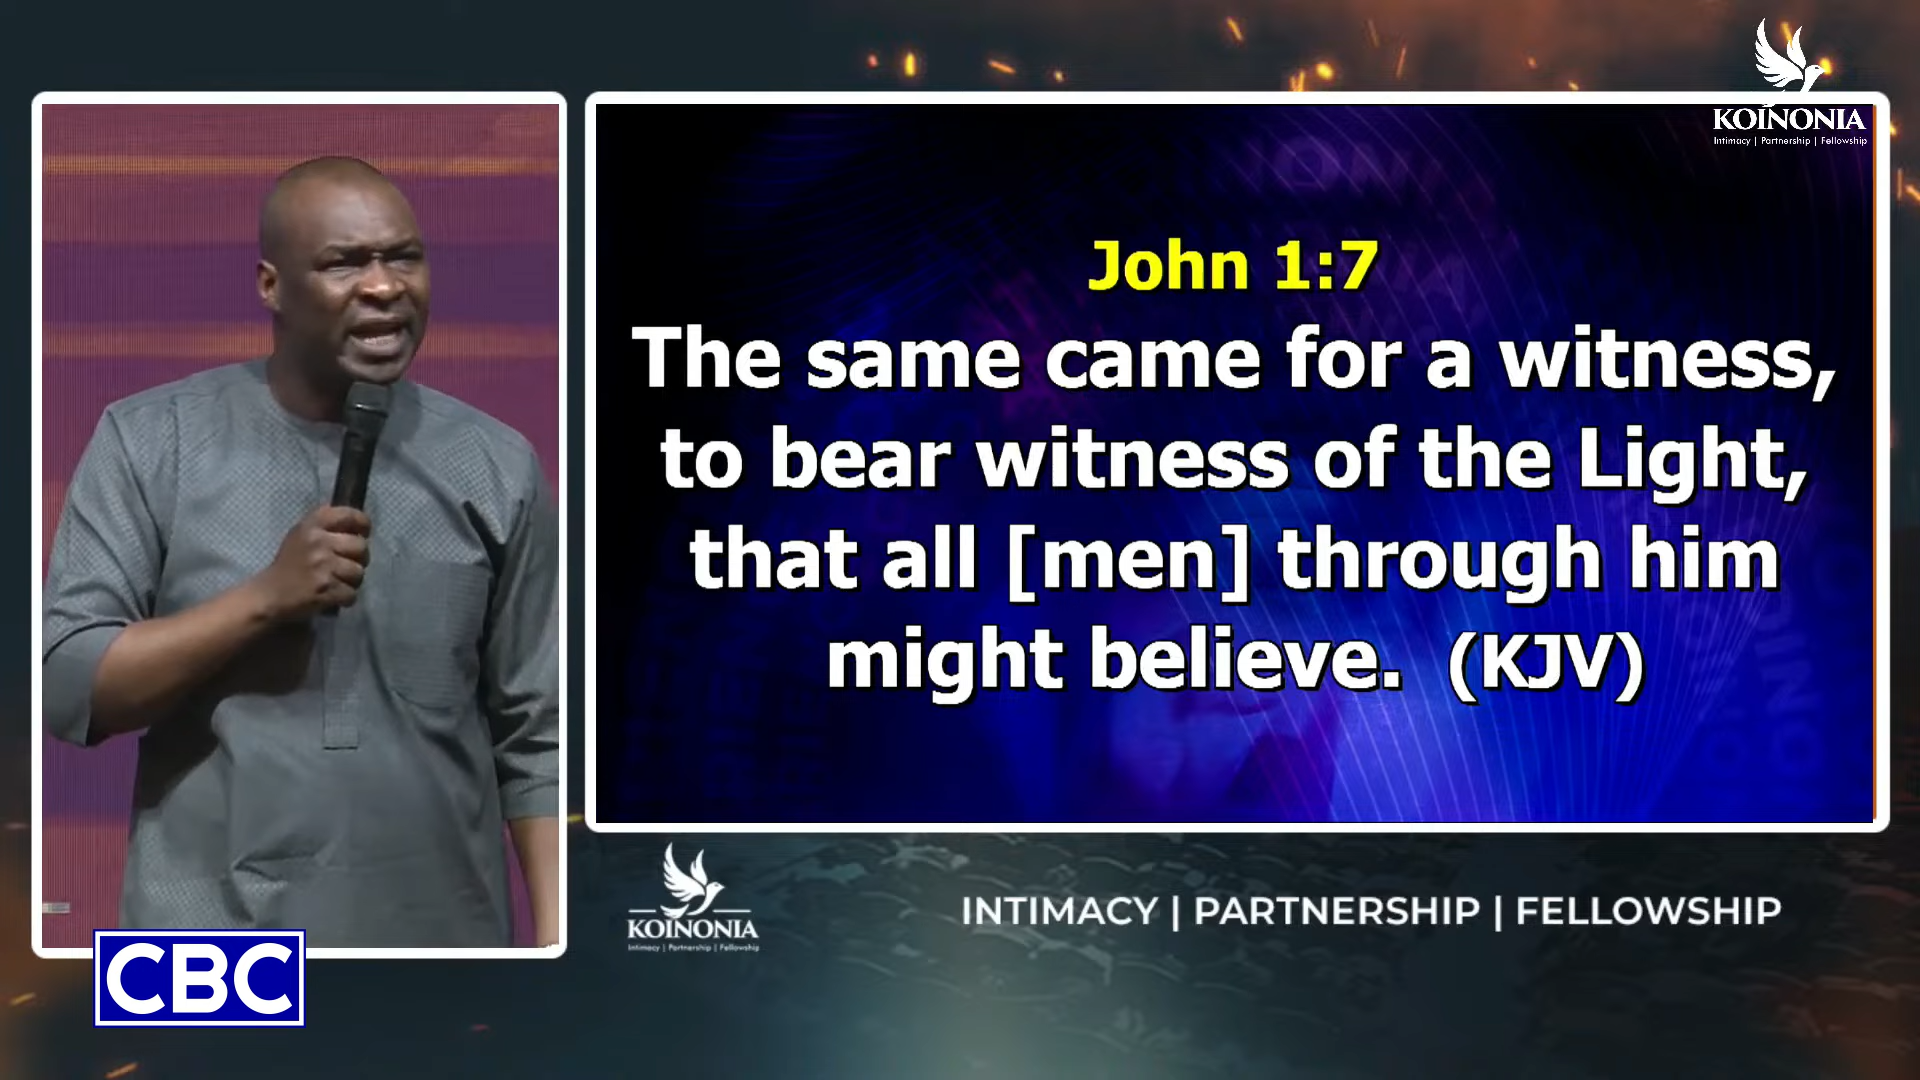 KOINONIA
Intimacy | Partnership | Fellowship
John 1:7
The same came for a witness,
to bear witness of the Light,
that all [men] through him
might believe. (KJV)
KOINONIA
Intimacy | Partnership | Fellowship
INTIMACY | PARTNERSHIP | FELLOWSHIP
CBC